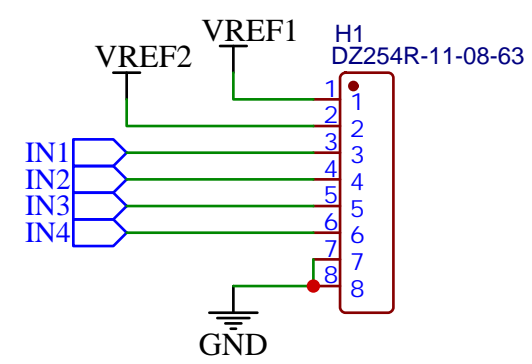 VREF1
VREF2
H1
DZ254R-11-08-63
1 1
2 2
IN1 3 3
IN2 4 4
IN3 5 5
IN4 6 6
7 7
8 8
GND